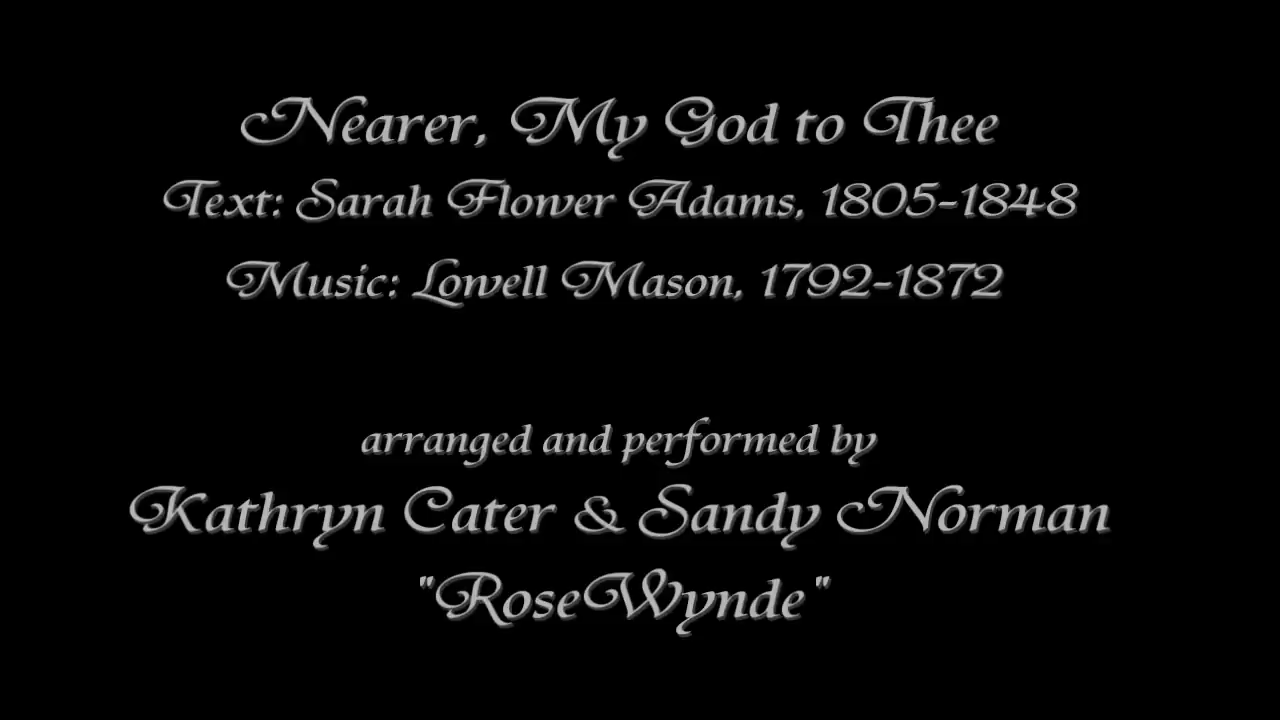 Nearer, My God to Thee
Text: Sarah Flower Adams, 1805-1848
Music: Lowell Mason, 1792-1872
arranged and performed by
Kathryn Cater & Sandy Norman
"RoseWynde"